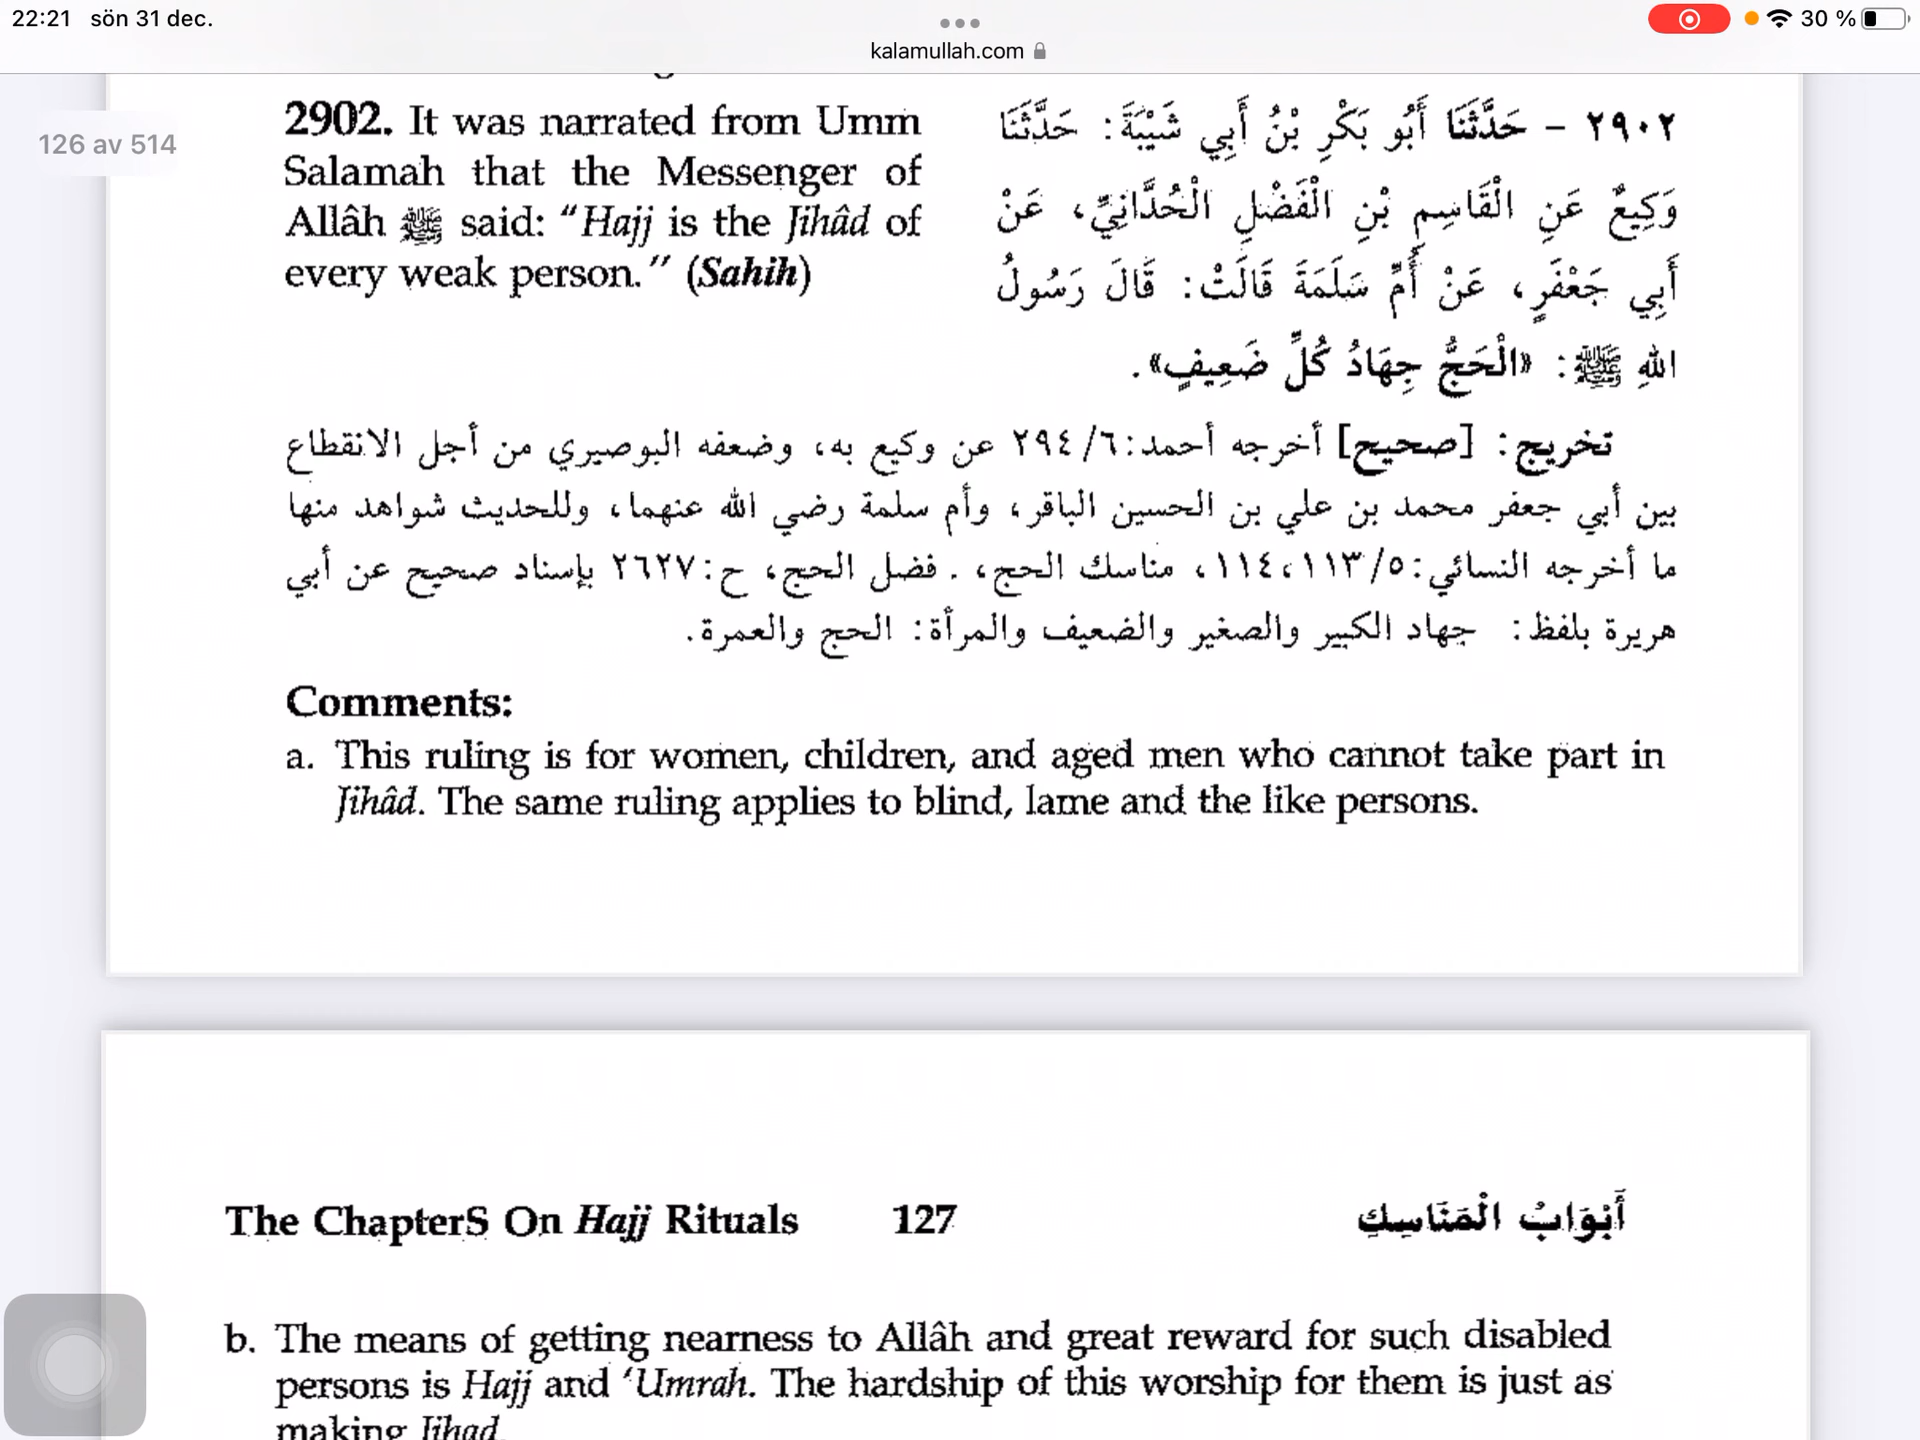 22:21 sön 31 dec.
30 %
kalamullah.com
126 av 514
2902. It was narrated from Umm
Salamah that the Messenger of
Allâh ﷺ said: “Hajj is the Jihâd of
every weak person.” (Sahih)
٢٩٠٢ – حَدَّثَنَا أَبُو بَكْرِ بْنُ أَبِي شَيْبَةَ: حَدَّثَنَا
وَكِيعٌ عَنِ الْقَاسِمِ بْنِ الْفَضْلِ الْحُدَّانِيِّ، عَنْ
أَبِي جَعْفَرٍ، عَنْ أُمِّ سَلَمَةَ قَالَتْ: قَالَ رَسُولُ
اللهِ ﷺ: «الْحَجُّ جِهَادُ كُلِّ ضَعِيفٍ».
تخريج: [صحيح] أخرجه أحمد: ٦/ ٢٩٤ عن وكيع به، وضعفه البوصيري من أجل الانقطاع
بين أبي جعفر محمد بن علي بن الحسين الباقر، وأم سلمة رضي الله عنهما، وللحديث شواهد منها
ما أخرجه النسائي: ٥/ ١١٣،١١٤، مناسك الحج، . فضل الحج، ح: ٢٦٢٧ بإسناد صحيح عن أبي
هريرة بلفظ: جهاد الكبير والصغير والضعيف والمرأة: الحج والعمرة.
Comments:
a. This ruling is for women, children, and aged men who cannot take part in
Jihâd. The same ruling applies to blind, lame and the like persons.
The ChapterS On Hajj Rituals 127 أَبْوَابُ الْمَنَاسِكِ
b. The means of getting nearness to Allâh and great reward for such disabled
persons is Hajj and ‘Umrah. The hardship of this worship for them is just as
making Jihad.